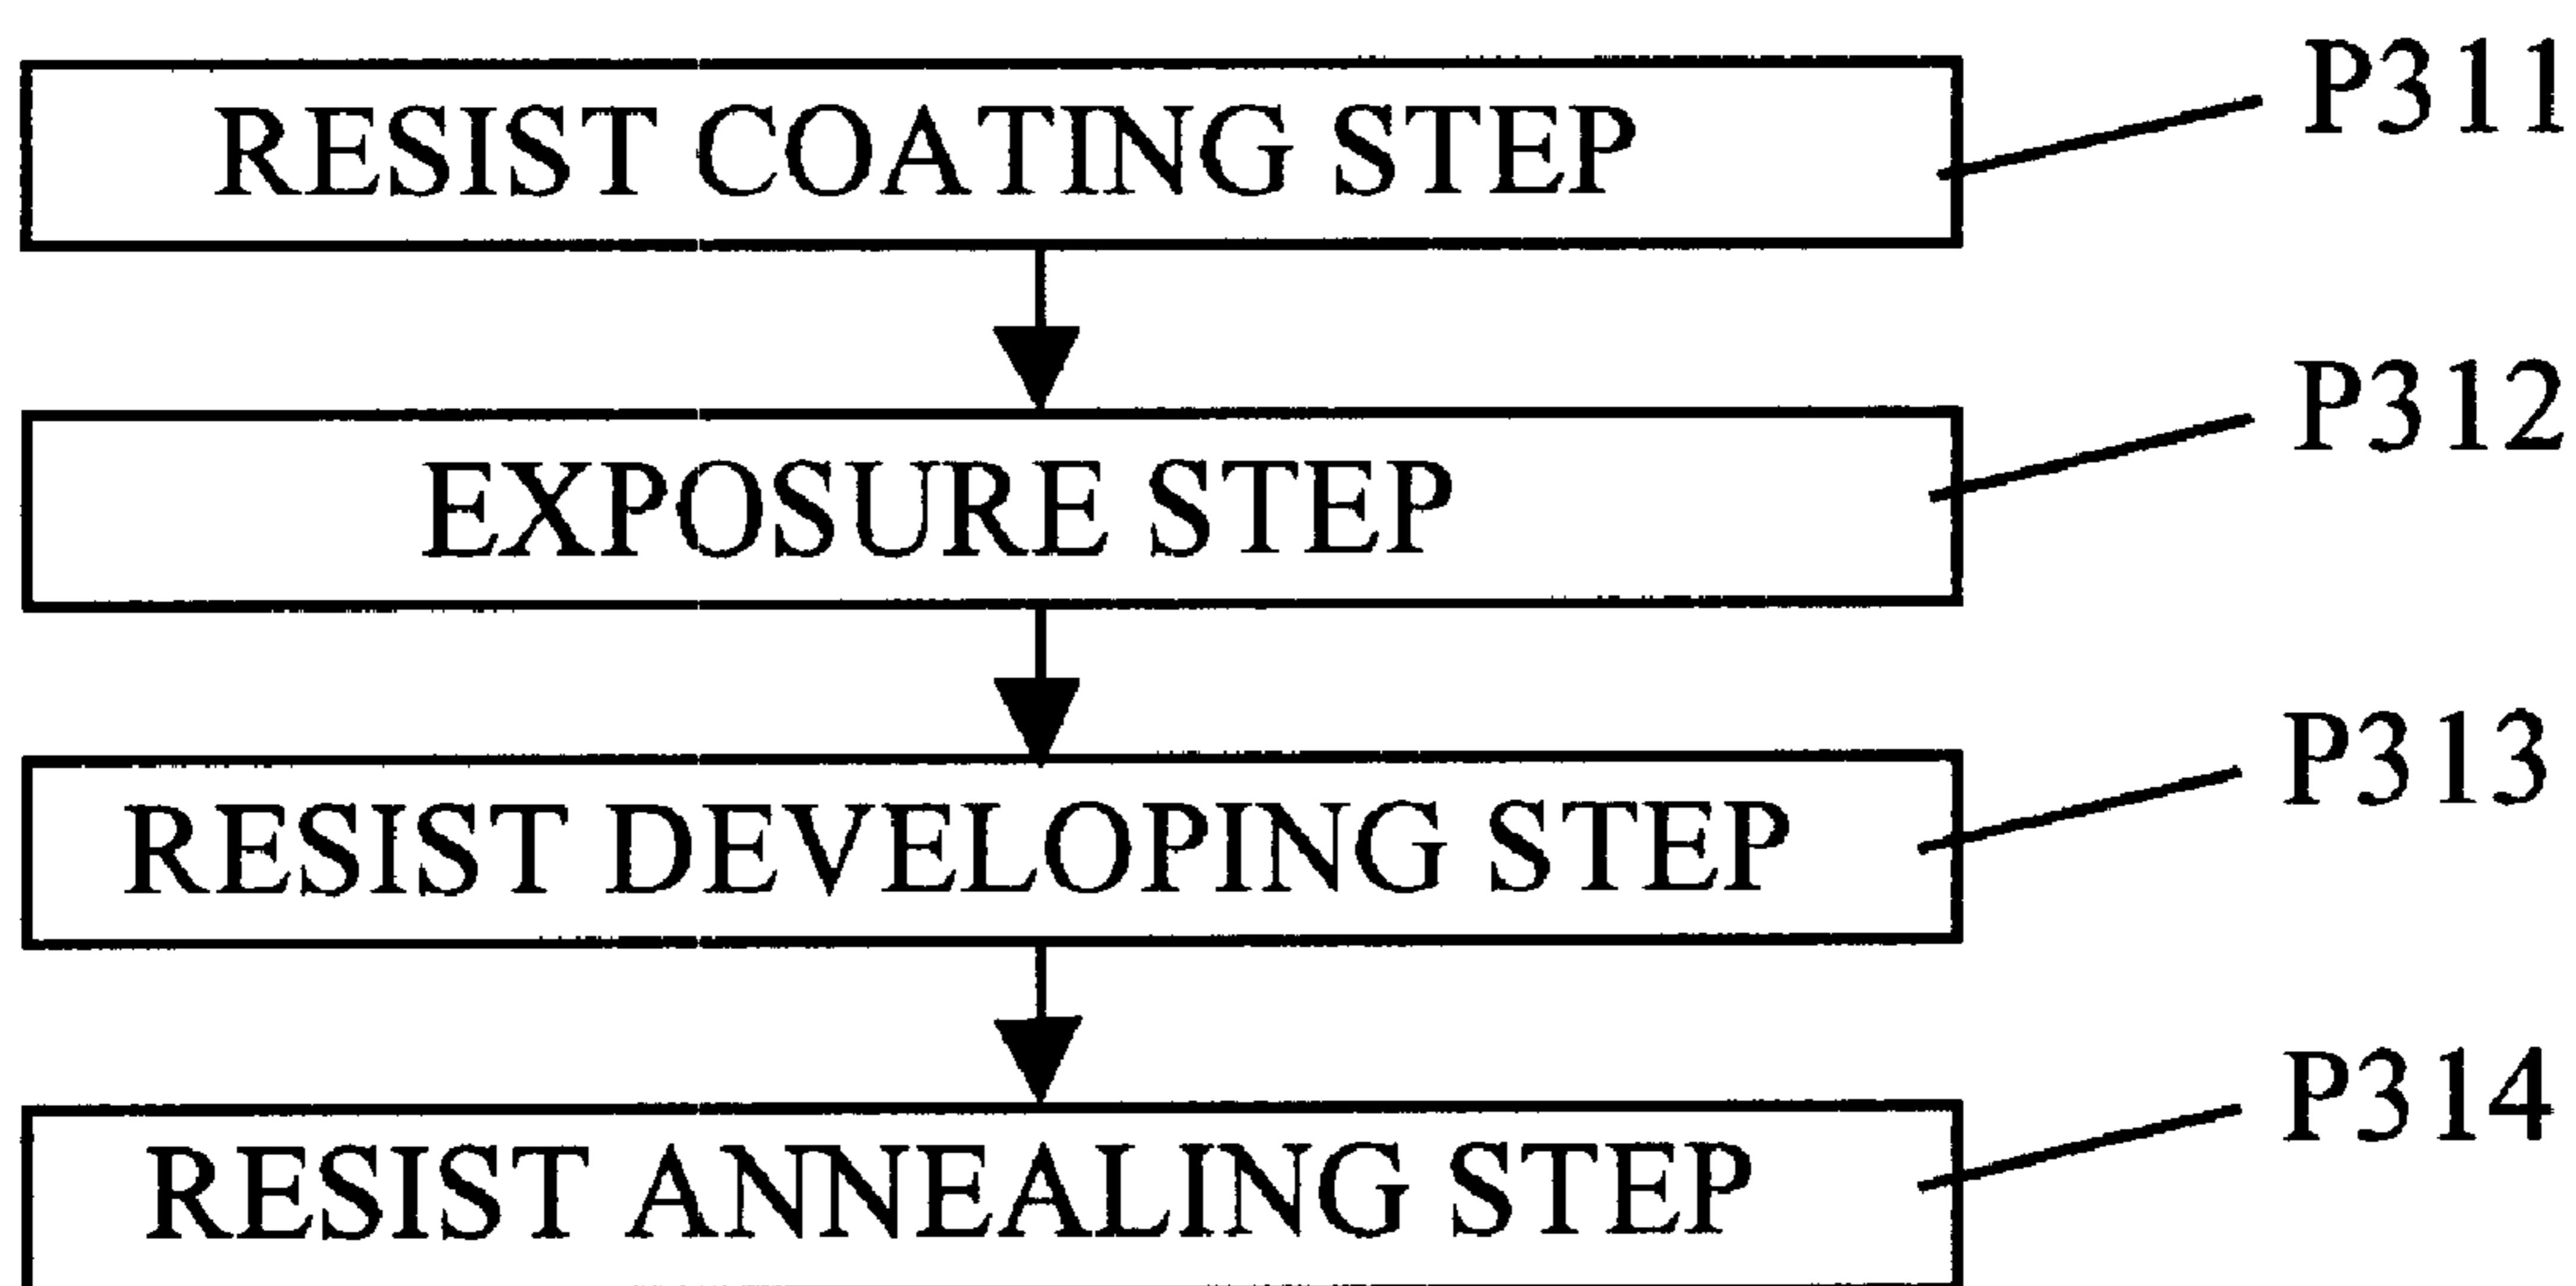 RESIST COATING STEP
P311
EXPOSURE STEP
P312
RESIST DEVELOPING STEP
P313
RESIST ANNEALING STEP
P314